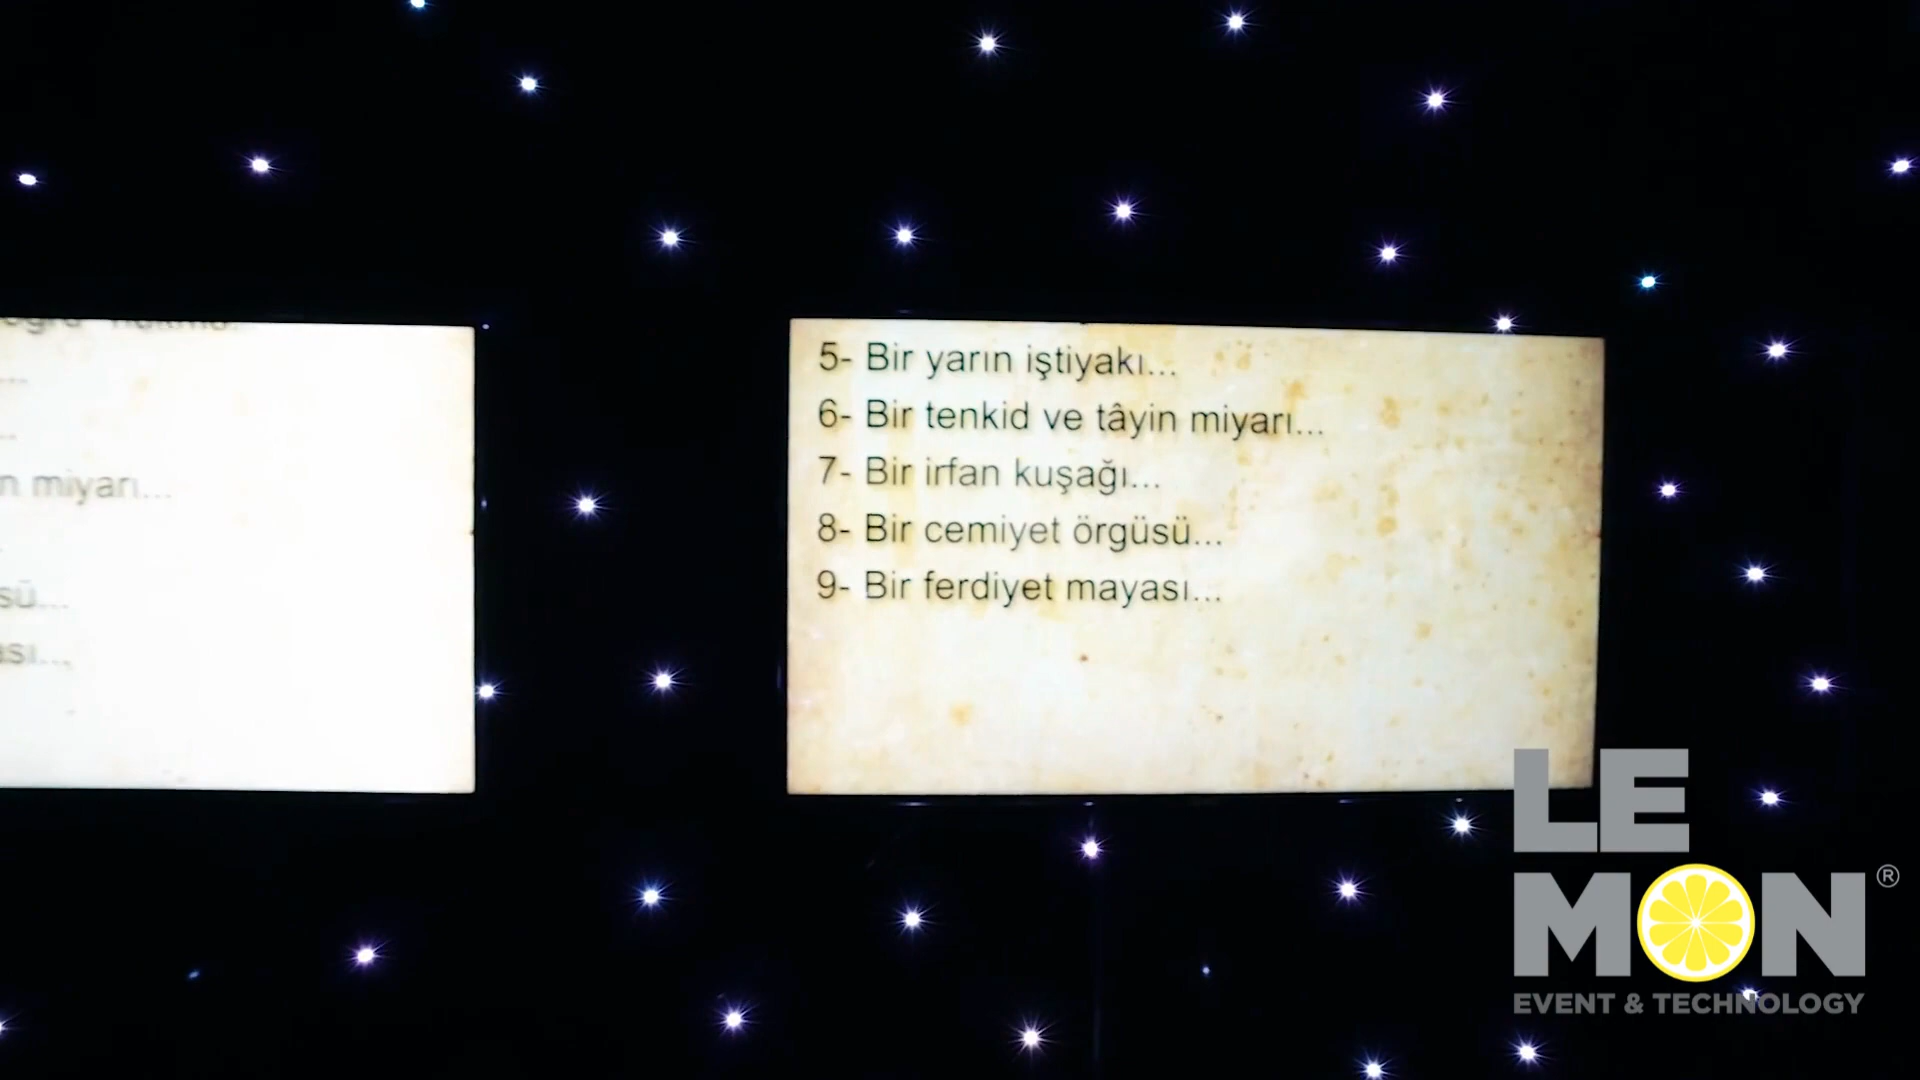 n miyarı...
5- Bir yarın iştiyakı...
6- Bir tenkid ve tâyin miyarı...
7- Bir irfan kuşağı...
8- Bir cemiyet örgüsü...
9- Bir ferdiyet mayası...
LE
MON®
EVENT & TECHNOLOGY